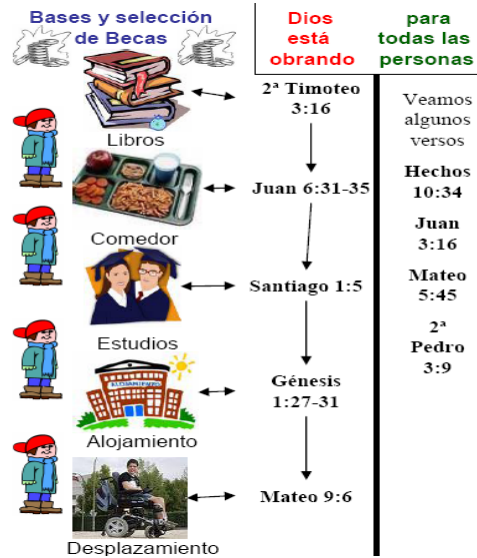 Bases y selección
de Becas
Dios
está
obrando
para
todas las
personas
Libros
2ª Timoteo
3:16
Comedor
Juan 6:31-35
Estudios
Santiago 1:5
ALOJAMIENTO
Alojamiento
Génesis
1:27-31
Desplazamiento
Mateo 9:6
Veamos
algunos
versos
Hechos
10:34
Juan
3:16
Mateo
5:45
2ª
Pedro
3:9